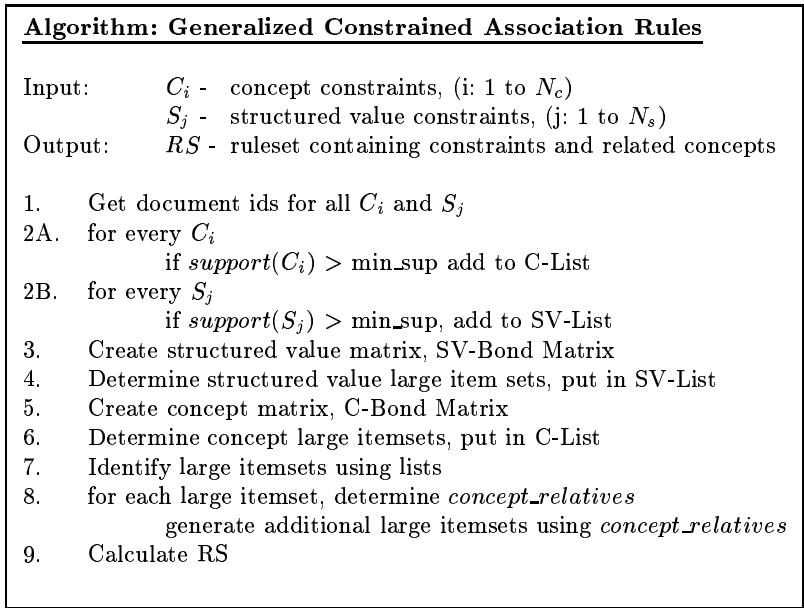 Algorithm: Generalized Constrained Association Rules
Input: C_i - concept constraints, (i: 1 to N_c)
S_j - structured value constraints, (j: 1 to N_s)
Output: RS - ruleset containing constraints and related concepts
1. Get document ids for all C_i and S_j
2A. for every C_i
if support(C_i) > min_sup add to C-List
2B. for every S_j
if support(S_j) > min_sup, add to SV-List
3. Create structured value matrix, SV-Bond Matrix
4. Determine structured value large item sets, put in SV-List
5. Create concept matrix, C-Bond Matrix
6. Determine concept large itemsets, put in C-List
7. Identify large itemsets using lists
8. for each large itemset, determine concept_relatives
generate additional large itemsets using concept_relatives
9. Calculate RS